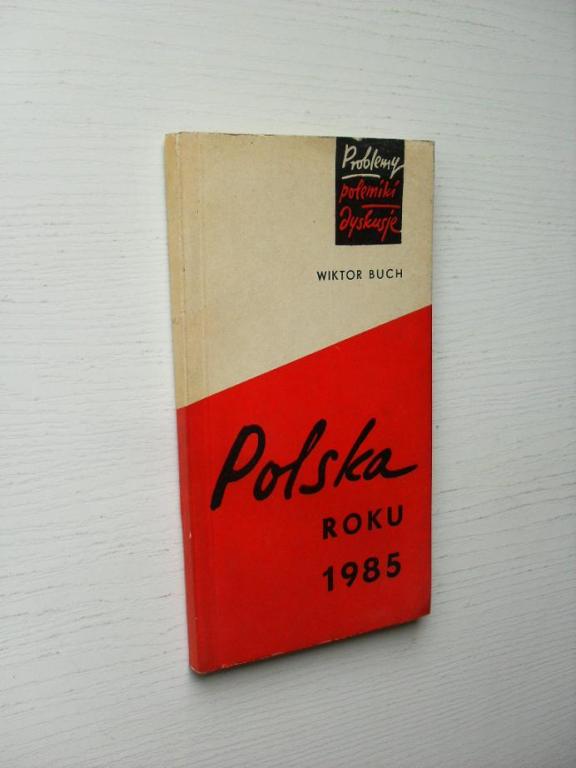 Problemy
polemiki
dyskusje
WIKTOR BUCH
Polska
ROKU
1985